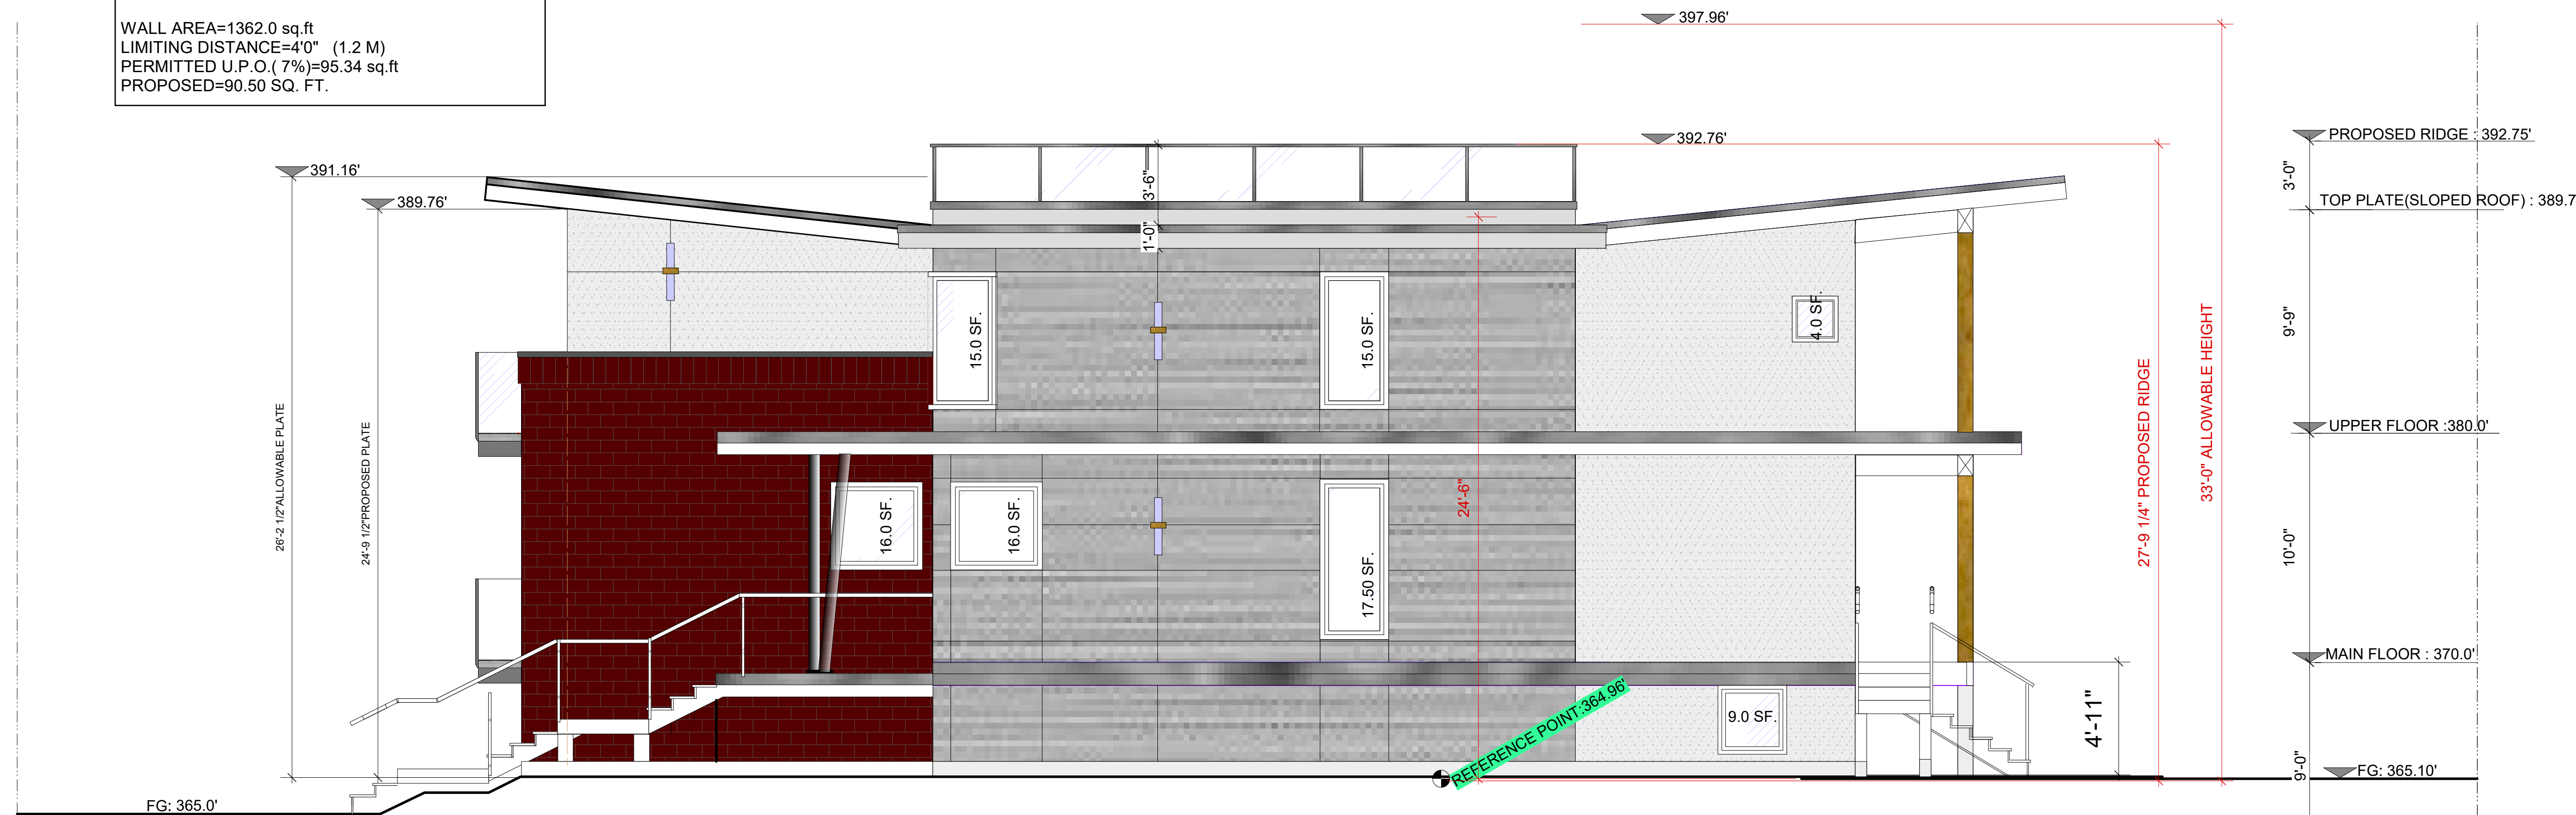 WALL AREA=1362.0 sq.ft
LIMITING DISTANCE=4'0" (1.2 M)
PERMITTED U.P.O.( 7%)=95.34 sq.ft
PROPOSED=90.50 SQ. FT.
397.96'
392.76'
391.16'
389.76'
PROPOSED RIDGE : 392.75'
3'-0"
TOP PLATE(SLOPED ROOF) : 389.7
3'-6"
1'-0"
15.0 SF.
15.0 SF.
4.0 SF.
9'-9"
26'-2 1/2"ALLOWABLE PLATE
24'-9 1/2"PROPOSED PLATE
27'-9 1/4" PROPOSED RIDGE
33'-0" ALLOWABLE HEIGHT
UPPER FLOOR :380.0'
24'-6"
16.0 SF.
16.0 SF.
17.50 SF.
10'-0"
MAIN FLOOR : 370.0'
REFERENCE POINT:364.96'
9.0 SF.
4'-11"
9'-0"
FG: 365.10'
FG: 365.0'